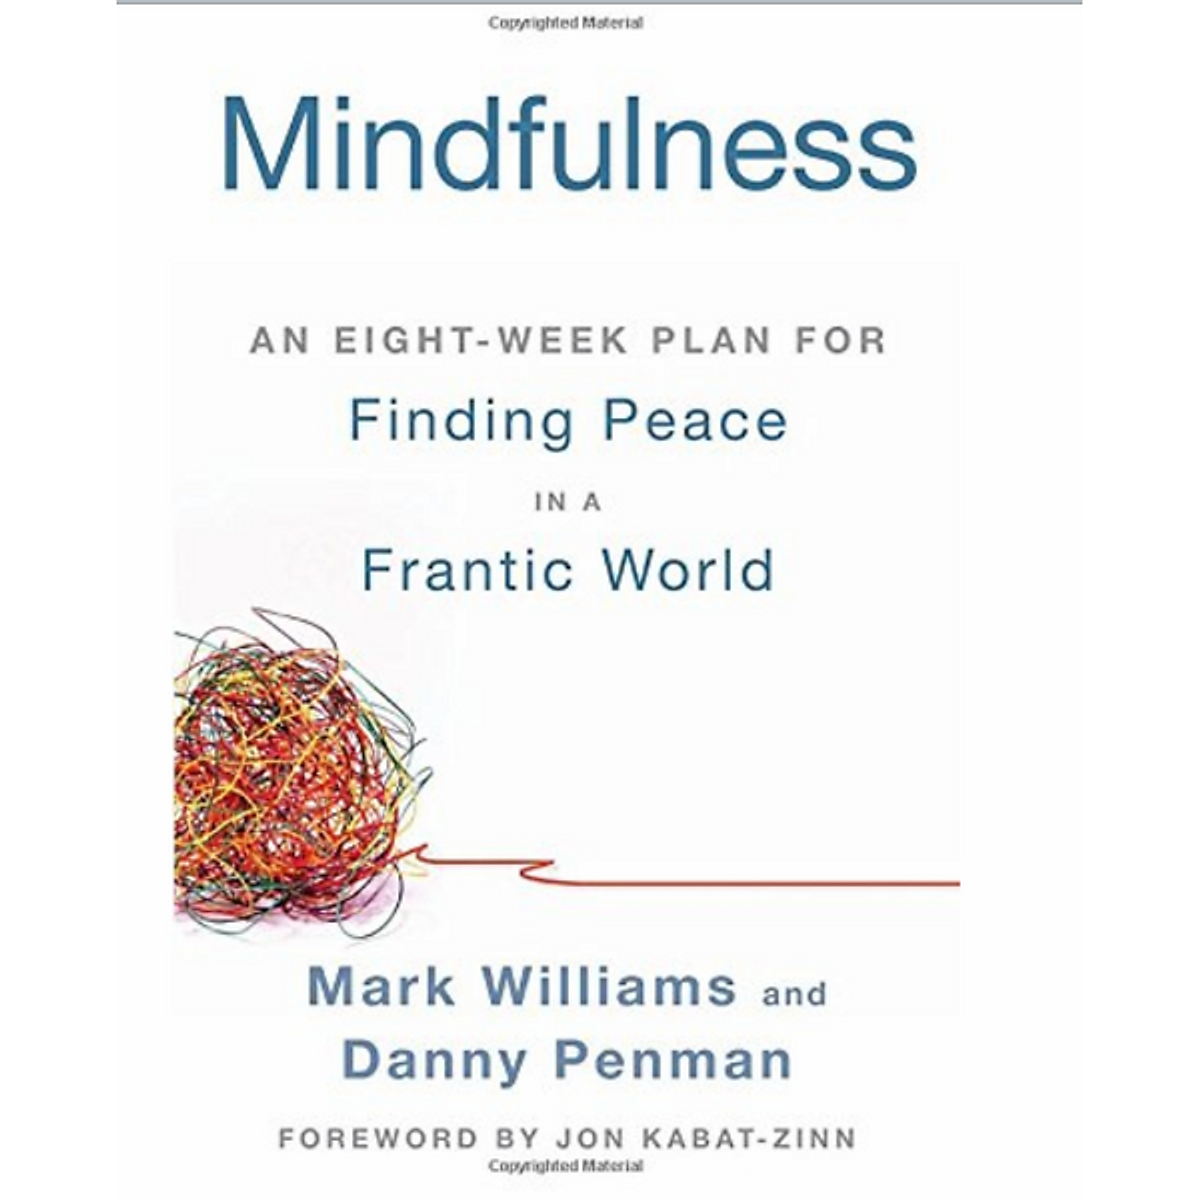 Copyrighted Material
Mindfulness
AN EIGHT-WEEK PLAN FOR
Finding Peace
IN A
Frantic World
Mark Williams and
Danny Penman
FOREWORD BY JON KABAT-ZINN
Copyrighted Material